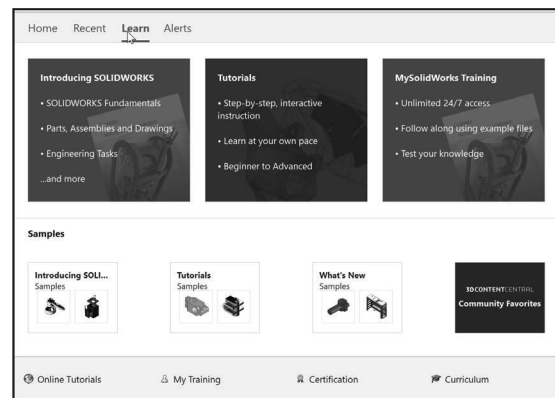 Home Recent Learn Alerts
Introducing SOLIDWORKS
• SOLIDWORKS Fundamentals
• Parts, Assemblies and Drawings
• Engineering Tasks
...and more
Tutorials
• Step-by-step, interactive
instruction
• Learn at your own pace
• Beginner to Advanced
MySolidWorks Training
• Unlimited 24/7 access
• Follow along using example files
• Test your knowledge
Samples
Introducing SOLI...
Samples
Tutorials
Samples
What's New
Samples
3DCONTENTCENTRAL
Community Favorites
Online Tutorials My Training Certification Curriculum